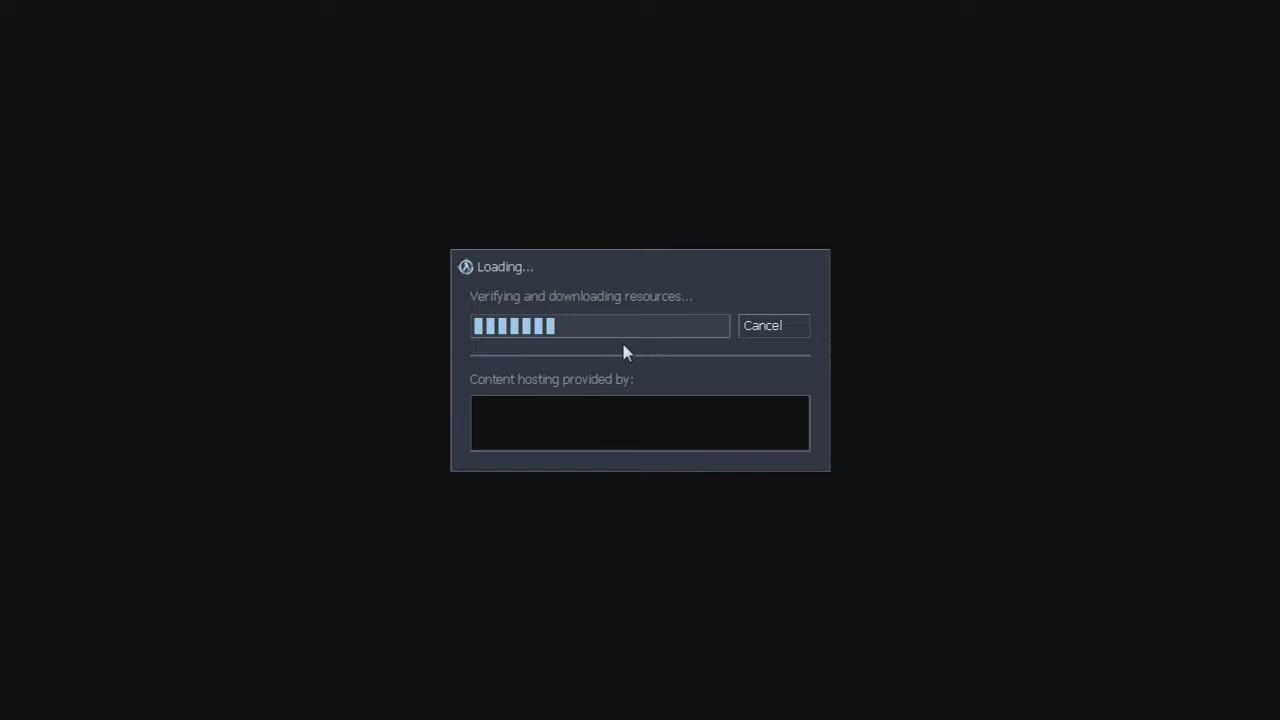 Loading...
Verifying and downloading resources...
Cancel
Content hosting provided by: